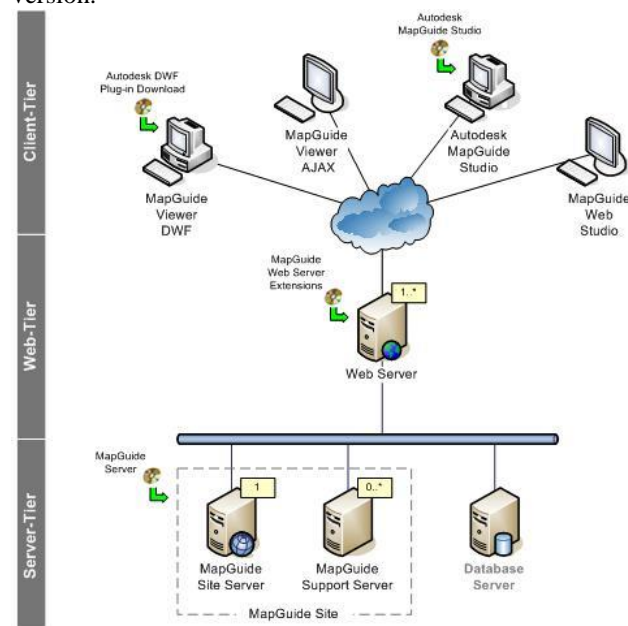 version.
Client-Tier
Autodesk DWF
Plug-in Download
MapGuide
Viewer
DWF
MapGuide
Viewer
AJAX
Autodesk
MapGuide Studio
Autodesk
MapGuide
Studio
MapGuide
Web
Studio
Web-Tier
MapGuide
Web Server
Extensions
1..*
Web Server
Server-Tier
MapGuide
Server
1
MapGuide
Site Server
0..*
MapGuide
Support Server
Database
Server
MapGuide Site